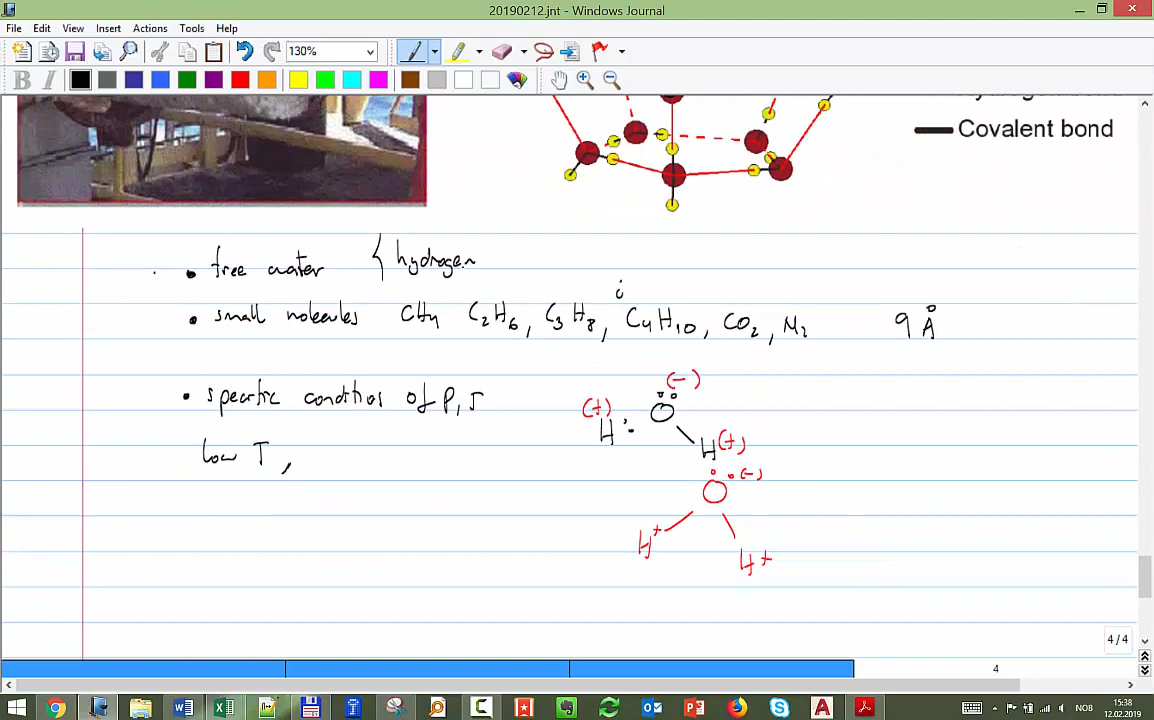 20190212.jnt - Windows Journal
File Edit View Insert Actions Tools Help
130%
B I
Covalent bond
• free water { hydrogen
i
• small molecules CH4 C2H6, C3H8, C4H10, CO2, N2 9 Å
(-)
• specific condition of P, T (+) H : O
low T, H (+)
O (-)
H+ H+
4 / 4
4
NOB
15:38
12.02.2019